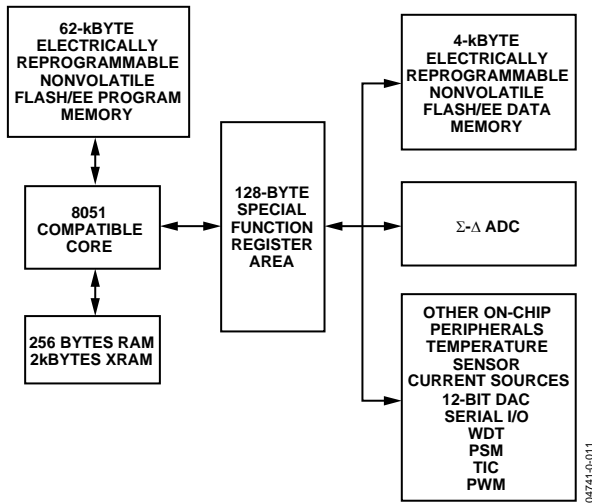 62-kBYTE
ELECTRICALLY
REPROGRAMMABLE
NONVOLATILE
FLASH/EE PROGRAM
MEMORY
8051
COMPATIBLE
CORE
256 BYTES RAM
2kBYTES XRAM
128-BYTE
SPECIAL
FUNCTION
REGISTER
AREA
4-kBYTE
ELECTRICALLY
REPROGRAMMABLE
NONVOLATILE
FLASH/EE DATA
MEMORY
Σ-Δ ADC
OTHER ON-CHIP
PERIPHERALS
TEMPERATURE
SENSOR
CURRENT SOURCES
12-BIT DAC
SERIAL I/O
WDT
PSM
TIC
PWM
04741-0-011